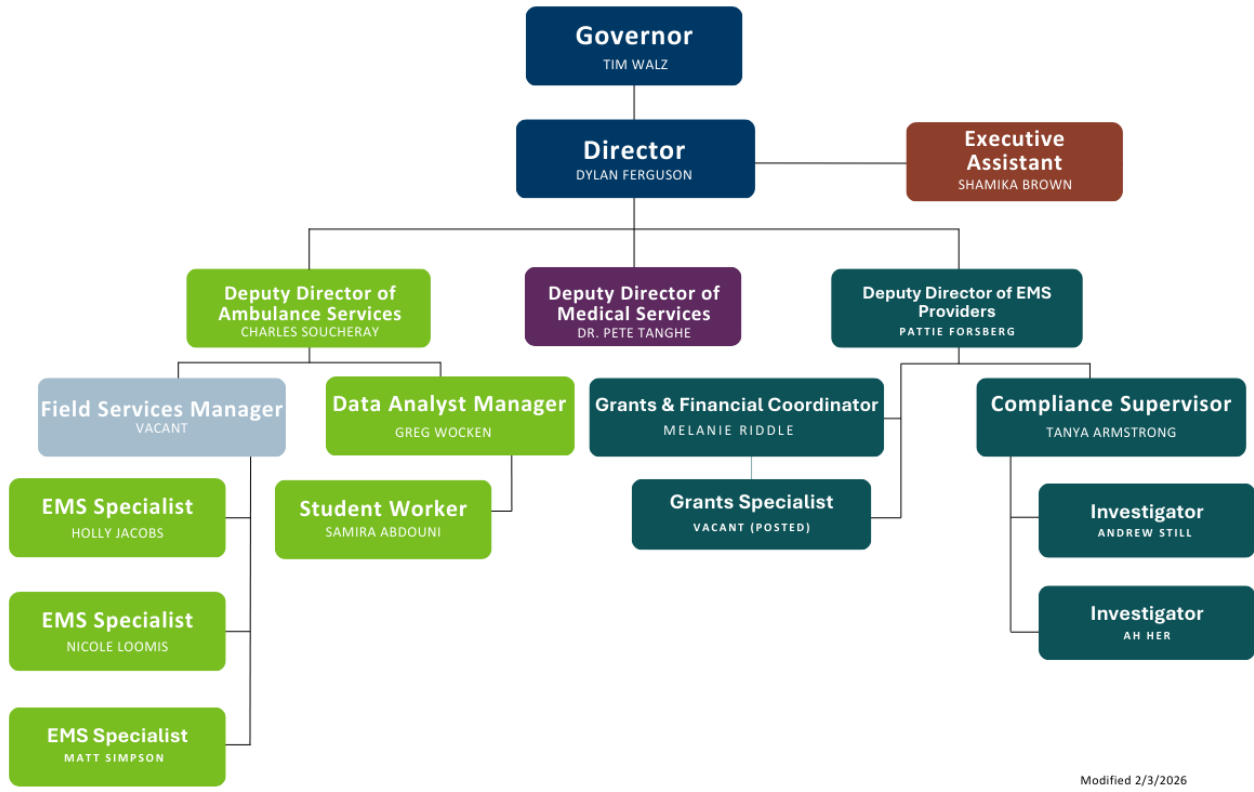 Governor
TIM WALZ
Director
DYLAN FERGUSON
Executive
Assistant
SHAMIKA BROWN
Deputy Director of
Ambulance Services
CHARLES SOUCHERAY
Deputy Director of
Medical Services
DR. PETE TANGHE
Deputy Director of EMS
Providers
PATTIE FORSBERG
Field Services Manager
VACANT
Data Analyst Manager
GREG WOCKEN
Grants & Financial Coordinator
MELANIE RIDDLE
Compliance Supervisor
TANYA ARMSTRONG
EMS Specialist
HOLLY JACOBS
Student Worker
SAMIRA ABDOUNI
Grants Specialist
VACANT (POSTED)
Investigator
ANDREW STILL
EMS Specialist
NICOLE LOOMIS
Investigator
AH HER
EMS Specialist
MATT SIMPSON
Modified 2/3/2026